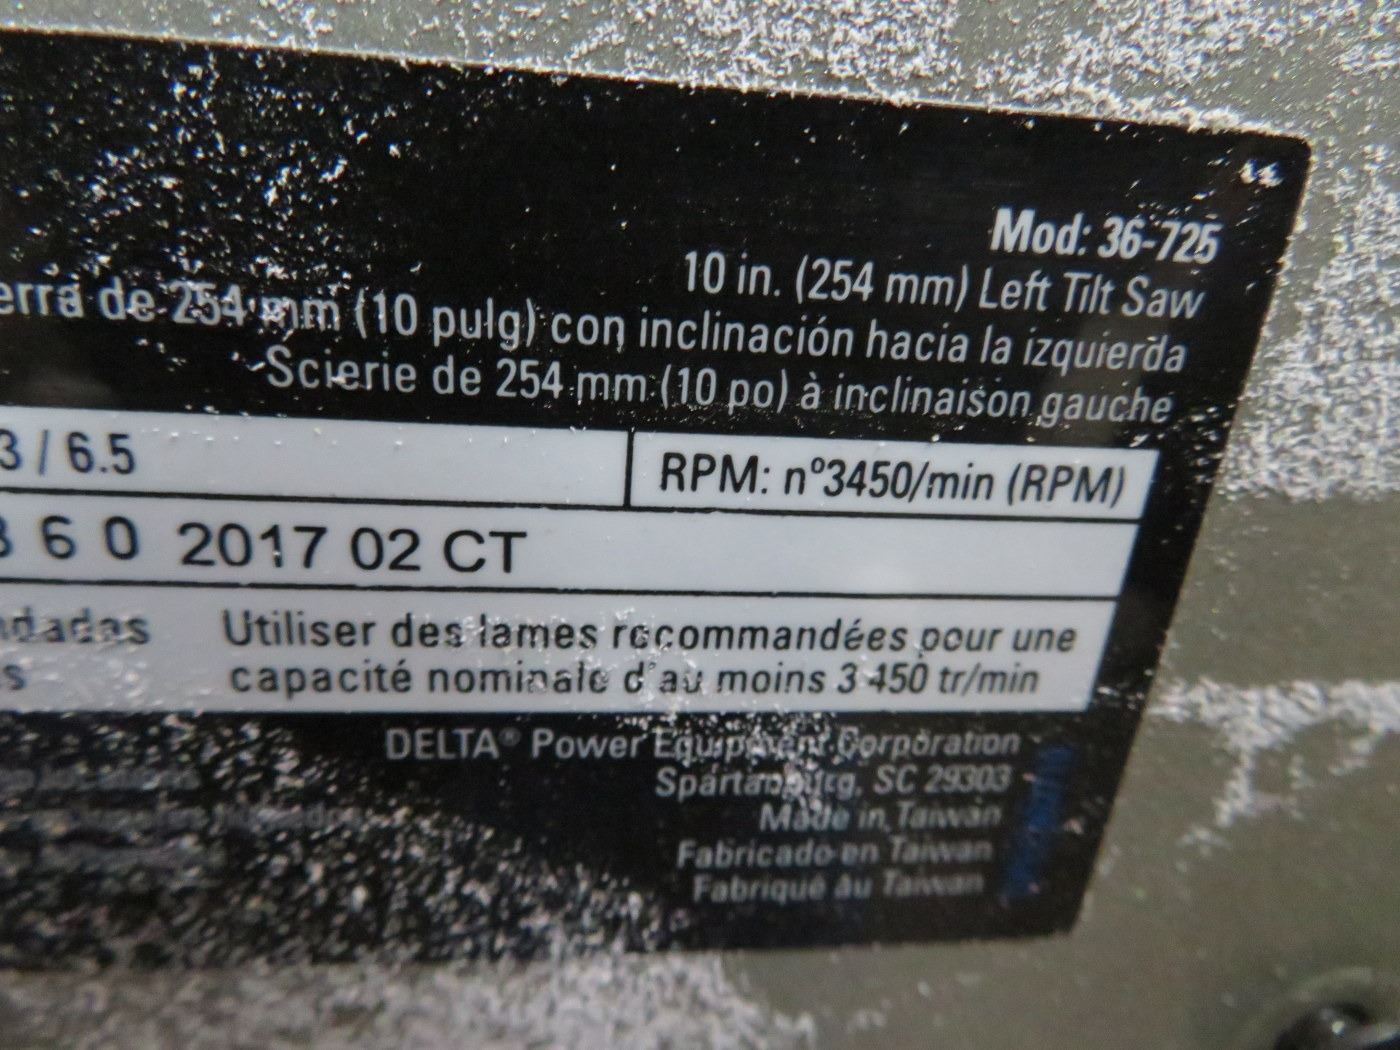 Mod: 36-725
10 in. (254 mm) Left Tilt Saw
erra de 254 mm (10 pulg) con inclinación hacia la izquierda
Scierie de 254 mm (10 po) à inclinaison gauche
3 / 6.5
RPM: nº3450/min (RPM)
3 6 0 2017 02 CT
ndadas
s
Utiliser des lames recommandées pour une
capacité nominale d'au moins 3 450 tr/min
DELTA® Power Equipment Corporation
Spartanburg, SC 29303
Made in Taiwan
Fabricado en Taiwan
Fabriqué au Taiwan